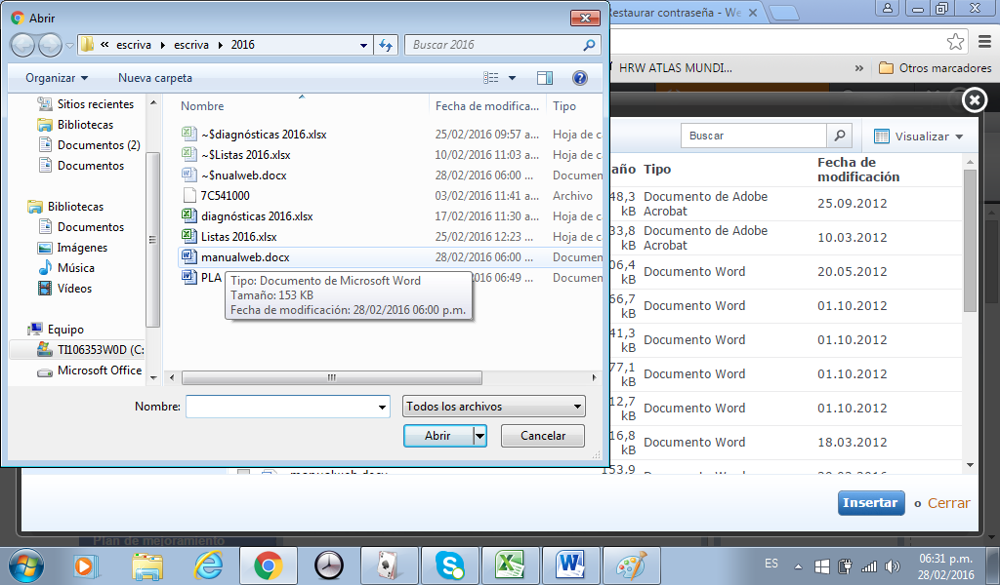 Abrir
Restaurar contraseña - We
« escriva ▸ escriva ▸ 2016
Buscar 2016
HRW ATLAS MUNDI...
»
Otros marcadores
Organizar
Nueva carpeta
Sitios recientes
Bibliotecas
Documentos (2)
Documentos
Bibliotecas
Documentos
Imágenes
Música
Vídeos
Equipo
TI106353W0D (C:
Microsoft Office
Nombre
Fecha de modifica...
Tipo
~$diagnósticas 2016.xlsx
25/02/2016 09:57 a...
Hoja de c
~$Listas 2016.xlsx
10/02/2016 11:03 a...
Hoja de c
~$nualweb.docx
28/02/2016 06:00 ...
Documen
7C541000
03/02/2016 11:41 a...
Archivo
diagnósticas 2016.xlsx
17/02/2016 11:30 ...
Hoja de c
Listas 2016.xlsx
25/02/2016 12:23 ...
Hoja de c
manualweb.docx
28/02/2016 06:00 ...
Documen
PLA
06:49 ...
Documen
Tipo: Documento de Microsoft Word
Tamaño: 153 KB
Fecha de modificación: 28/02/2016 06:00 p.m.
Nombre:
Todos los archivos
Abrir
Cancelar
Buscar
Visualizar
año
Tipo
Fecha de
modificación
48,3
kB
Documento de Adobe
Acrobat
25.09.2012
33,8
kB
Documento de Adobe
Acrobat
10.03.2012
06,4
kB
Documento Word
20.05.2012
66,7
kB
Documento Word
01.10.2012
41,3
kB
Documento Word
01.10.2012
77,1
kB
Documento Word
01.10.2012
12,7
kB
Documento Word
01.10.2012
16,8
kB
Documento Word
18.03.2012
manualweb.docx
153,9
Documento Word
28.02.2016
Insertar
o Cerrar
Plan de mejoramiento
ES
06:31 p.m.
28/02/2016